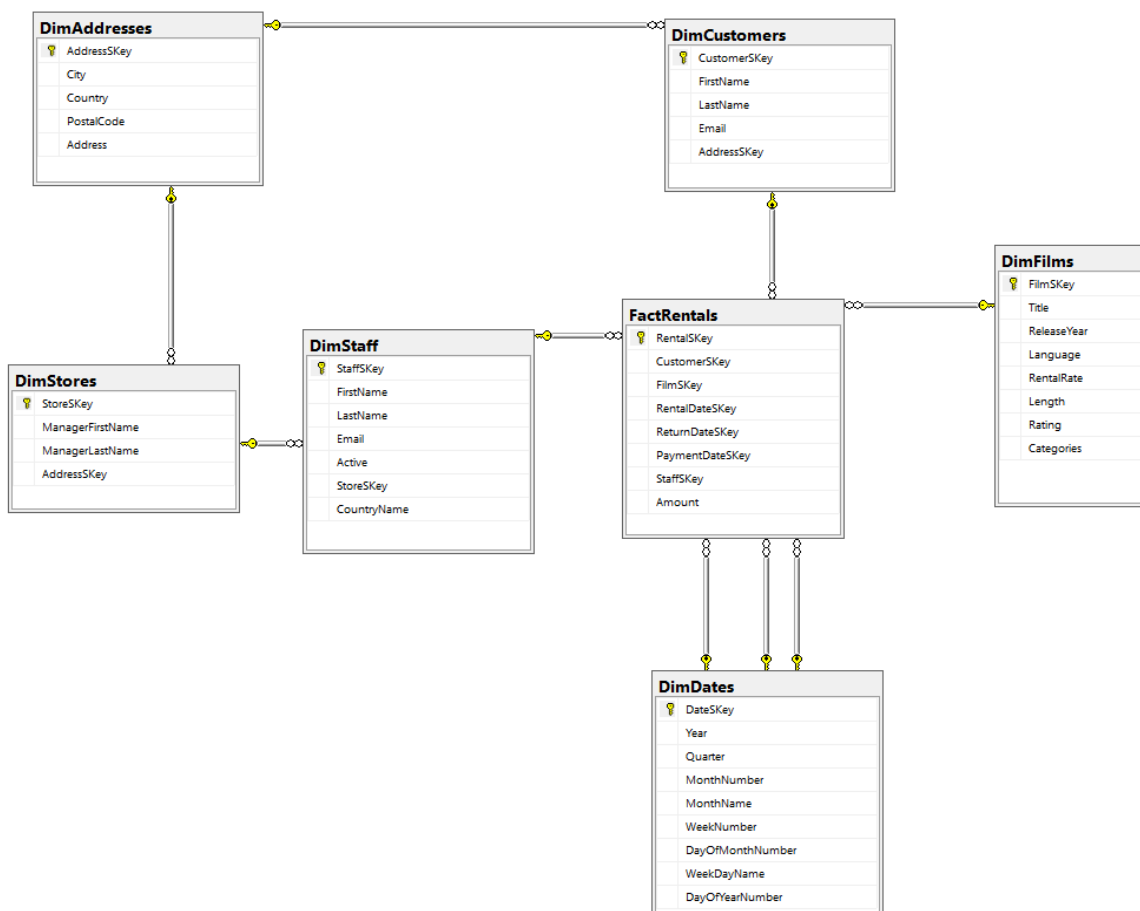 DimAddresses
AddressSKey
City
Country
PostalCode
Address
DimCustomers
CustomerSKey
FirstName
LastName
Email
AddressSKey
DimFilms
FilmSKey
Title
ReleaseYear
Language
RentalRate
Length
Rating
Categories
FactRentals
RentalSKey
CustomerSKey
FilmSKey
RentalDateSKey
ReturnDateSKey
PaymentDateSKey
StaffSKey
Amount
DimStaff
StaffSKey
FirstName
LastName
Email
Active
StoreSKey
CountryName
DimStores
StoreSKey
ManagerFirstName
ManagerLastName
AddressSKey
DimDates
DateSKey
Year
Quarter
MonthNumber
MonthName
WeekNumber
DayOfMonthNumber
WeekDayName
DayOfYearNumber